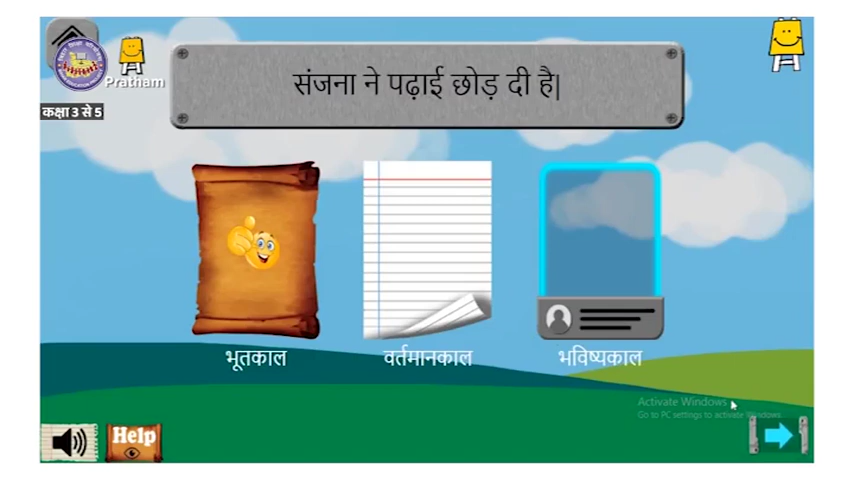 संजना ने पढ़ाई छोड़ दी है|
Pratham
कक्षा 3 से 5
भूतकाल
वर्तमानकाल
भविष्यकाल
Activate Windows
Go to PC settings to activate Windows.
Help